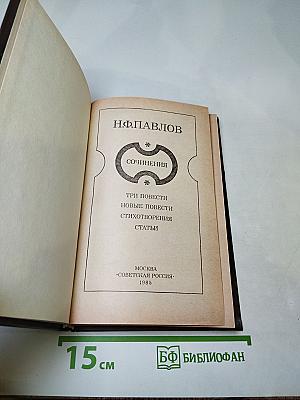 Н.Ф.ПАВЛОВ
СОЧИНЕНИЯ
ТРИ ПОВЕСТИ
НОВЫЕ ПОВЕСТИ
СТИХОТВОРЕНИЯ
СТАТЬИ
МОСКВА
«СОВЕТСКАЯ РОССИЯ»
1985
15 см
БФ БИБЛИОФАН